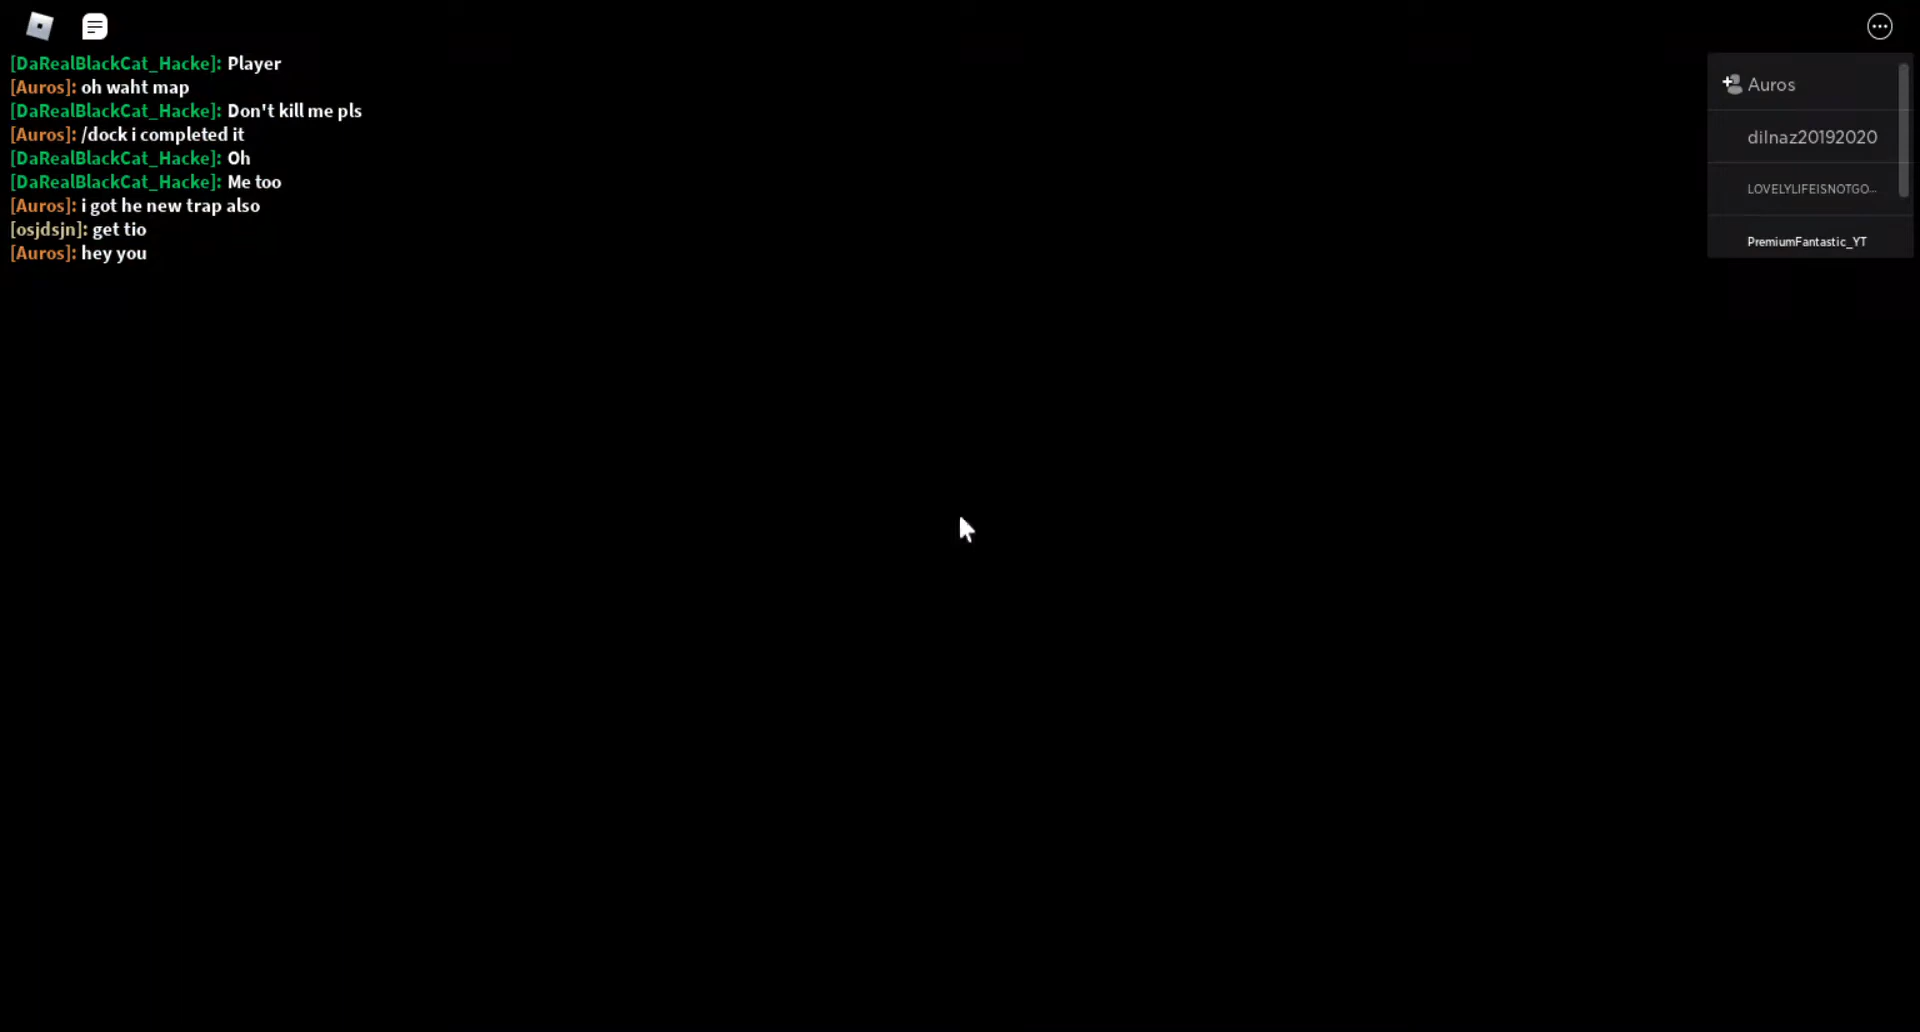 [DaRealBlackCat_Hacke]: Player
[Auros]: oh waht map
[DaRealBlackCat_Hacke]: Don't kill me pls
[Auros]: /dock i completed it
[DaRealBlackCat_Hacke]: Oh
[DaRealBlackCat_Hacke]: Me too
[Auros]: i got he new trap also
[osjdsjn]: get tio
[Auros]: hey you
Auros
dilnaz20192020
LOVELYLIFEISNOTGO...
PremiumFantastic_YT